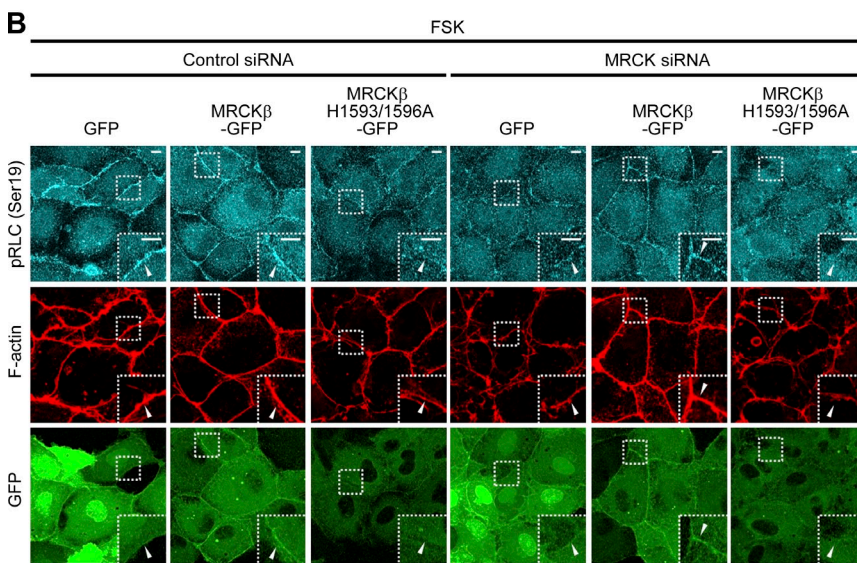 B
FSK
Control siRNA
MRCK siRNA
GFP
MRCKβ
-GFP
MRCKβ
H1593/1596A
-GFP
GFP
MRCKβ
-GFP
MRCKβ
H1593/1596A
-GFP
pRLC (Ser19)
F-actin
GFP